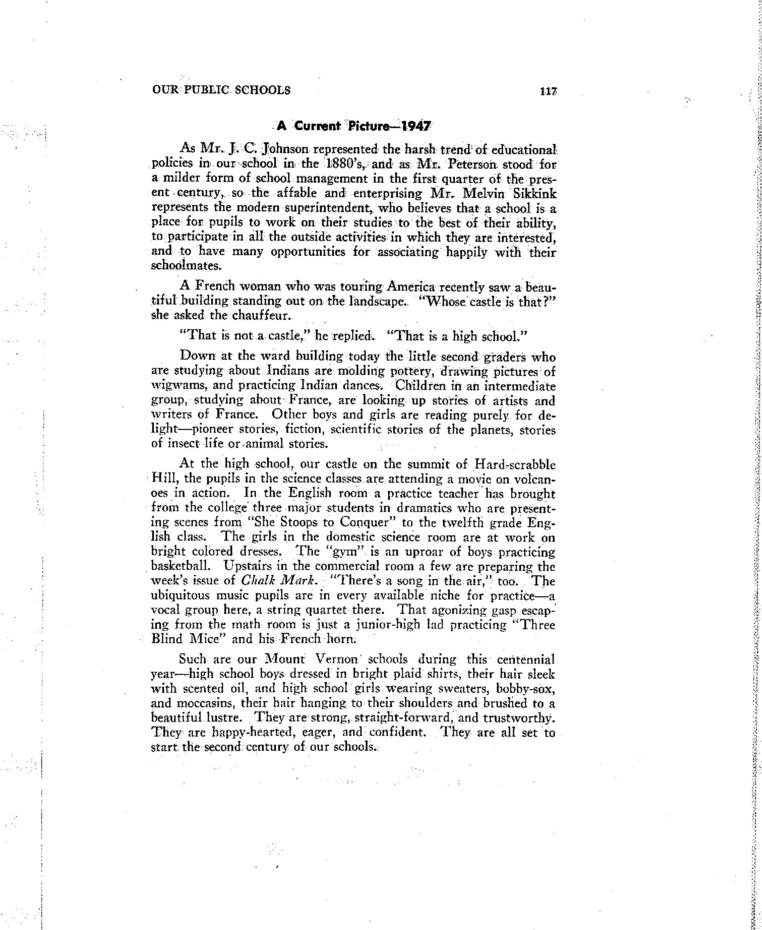 OUR PUBLIC SCHOOLS 117
A Current Picture—1947
As Mr. J. C. Johnson represented the harsh trend of educational
policies in our school in the 1880's, and as Mr. Peterson stood for
a milder form of school management in the first quarter of the pres-
ent century, so the affable and enterprising Mr. Melvin Sikkink
represents the modern superintendent, who believes that a school is a
place for pupils to work on their studies to the best of their ability,
to participate in all the outside activities in which they are interested,
and to have many opportunities for associating happily with their
schoolmates.
A French woman who was touring America recently saw a beau-
tiful building standing out on the landscape. "Whose castle is that?"
she asked the chauffeur.
"That is not a castle," he replied. "That is a high school."
Down at the ward building today the little second graders who
are studying about Indians are molding pottery, drawing pictures of
wigwams, and practicing Indian dances. Children in an intermediate
group, studying about France, are looking up stories of artists and
writers of France. Other boys and girls are reading purely for de-
light—pioneer stories, fiction, scientific stories of the planets, stories
of insect life or animal stories.
At the high school, our castle on the summit of Hard-scrabble
Hill, the pupils in the science classes are attending a movie on volcan-
oes in action. In the English room a practice teacher has brought
from the college three major students in dramatics who are present-
ing scenes from "She Stoops to Conquer" to the twelfth grade Eng-
lish class. The girls in the domestic science room are at work on
bright colored dresses. The "gym" is an uproar of boys practicing
basketball. Upstairs in the commercial room a few are preparing the
week's issue of Chalk Mark. "There's a song in the air," too. The
ubiquitous music pupils are in every available niche for practice—a
vocal group here, a string quartet there. That agonizing gasp escap-
ing from the math room is just a junior-high lad practicing "Three
Blind Mice" and his French horn.
Such are our Mount Vernon schools during this centennial
year—high school boys dressed in bright plaid shirts, their hair sleek
with scented oil, and high school girls wearing sweaters, bobby-sox,
and moccasins, their hair hanging to their shoulders and brushed to a
beautiful lustre. They are strong, straight-forward, and trustworthy.
They are happy-hearted, eager, and confident. They are all set to
start the second century of our schools.